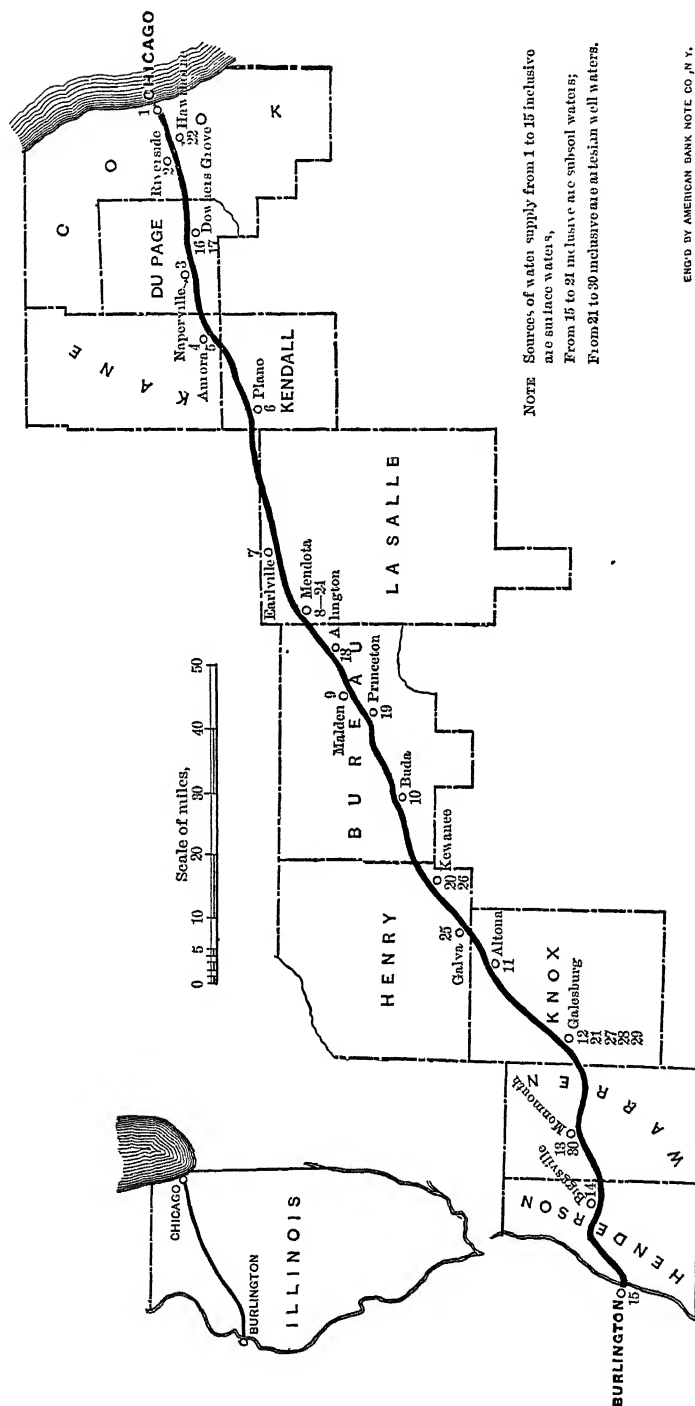 CHICAGO
BURLINGTON
ILLINOIS
Scale of miles,
0 5 10 20 30 40 50
1 CHICAGO
Riverside
2
22
C O O K
DU PAGE
Downers Grove
16
17
Naperville 3
K A N E
4
5
Plano
6
KENDALL
7
Earlville
Mendota
8—24
LA SALLE
18
9
Malden
Princeton
19
B U R E A U
Buda
10
Kewanee
20
26
HENRY
25
Galva
Altona
11
KNOX
Galesburg
12
21
27
28
29
W A R R E N
Monmouth
13
30
Biggsville
14
HENDERSON
BURLINGTON
15
NOTE Sources of water supply from 1 to 15 inclusive
are surface waters,
From 15 to 21 inclusive are subsoil waters;
From 21 to 30 inclusive are artesian well waters.
ENG'D BY AMERICAN BANK NOTE CO., N.Y.